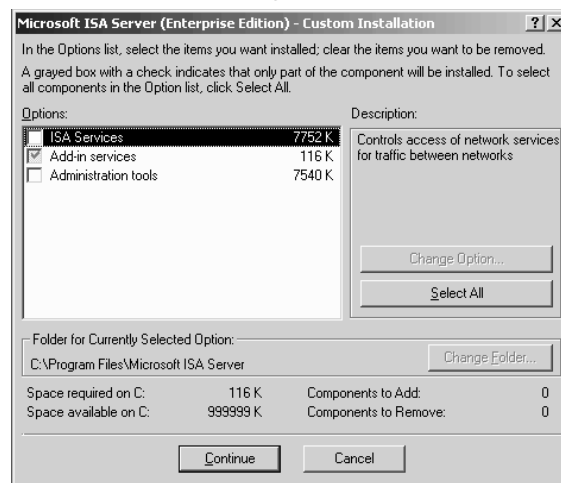 Microsoft ISA Server (Enterprise Edition) - Custom Installation
In the Options list, select the items you want installed; clear the items you want to be removed.
A grayed box with a check indicates that only part of the component will be installed. To select
all components in the Option list, click Select All.
Options:
Description:
ISA Services 7752 K
Add-in services 116 K
Administration tools 7540 K
Controls access of network services
for traffic between networks
Change Option...
Select All
Folder for Currently Selected Option:
C:\Program Files\Microsoft ISA Server
Change Folder...
Space required on C: 116 K Components to Add: 0
Space available on C: 999999 K Components to Remove: 0
Continue Cancel